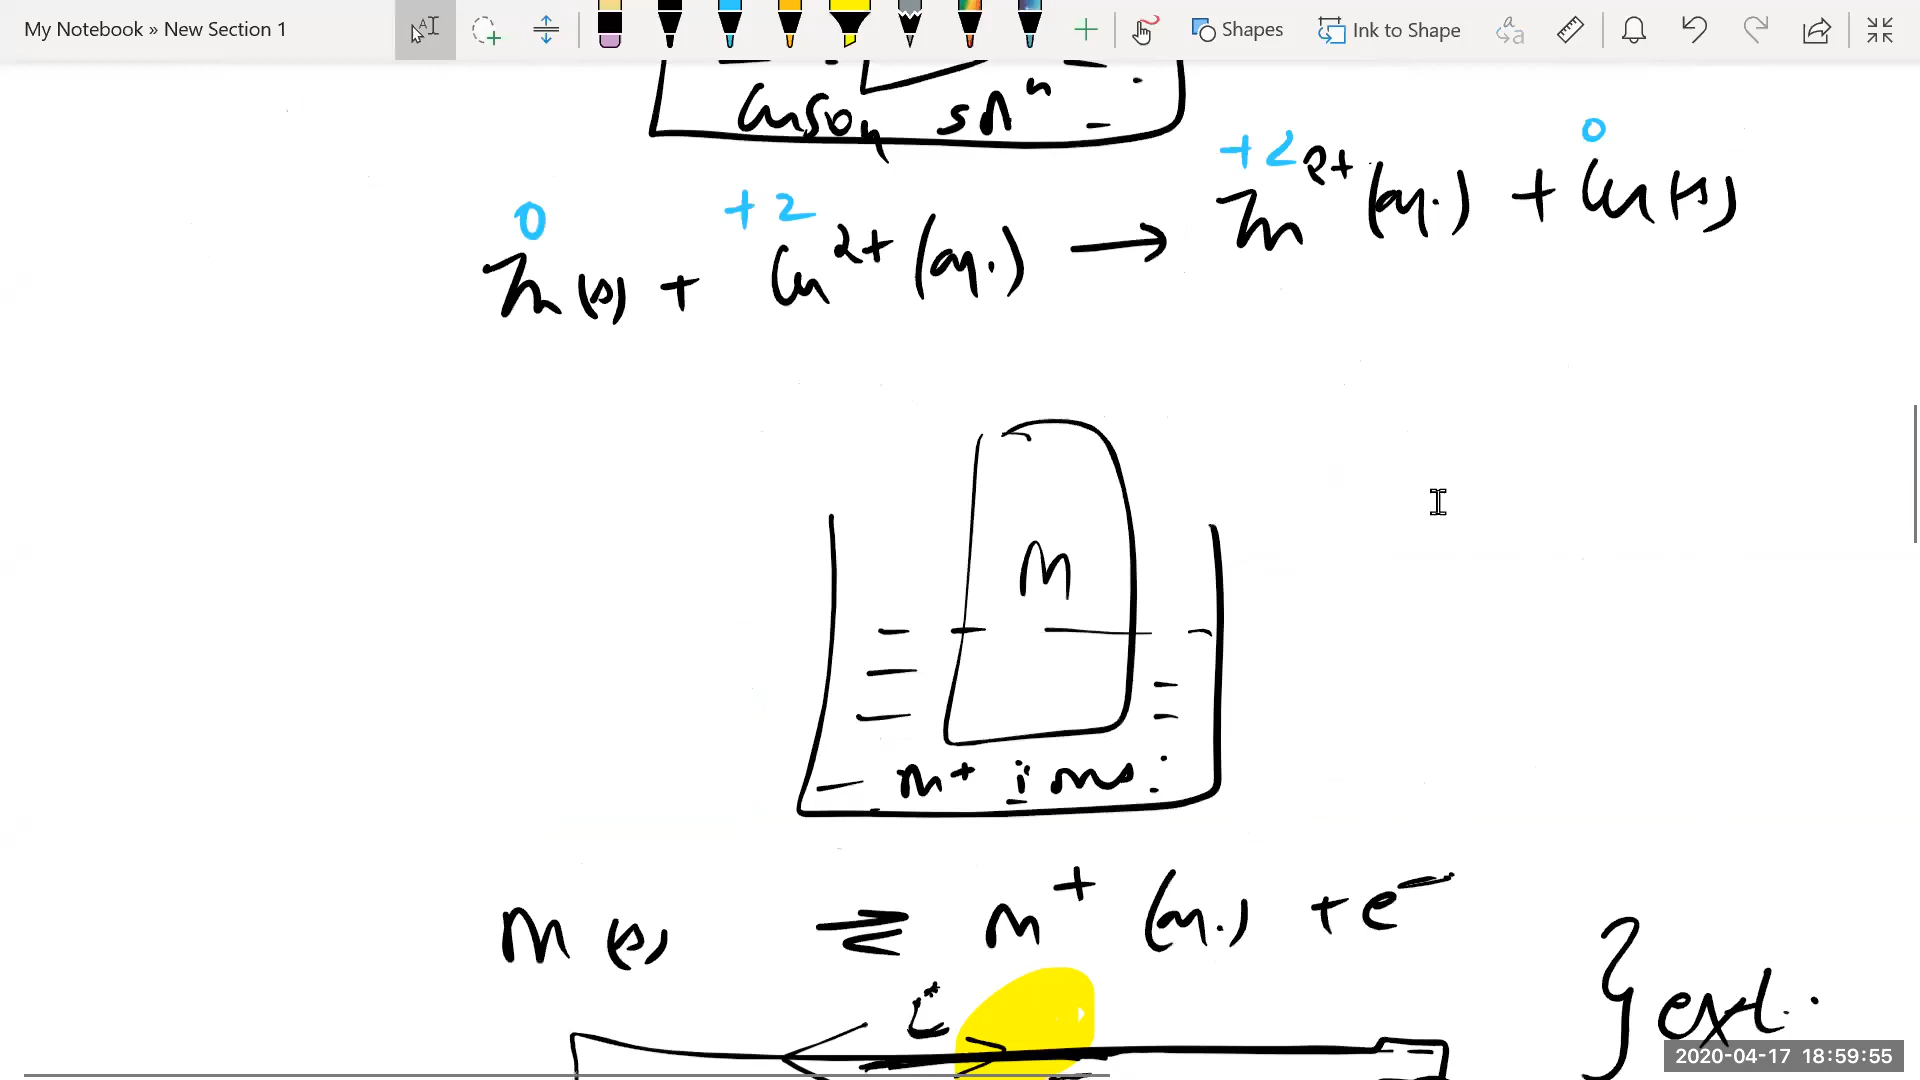 My Notebook » New Section 1
Shapes
Ink to Shape
CuSO4 solⁿ
0 +2 +2 0
Zn(s) + Cu²⁺(aq.) → Zn²⁺(aq.) + Cu(s)
M
M⁺ ions
M(s) ⇌ M⁺(aq.) + e⁻
ext.
2020-04-17 18:59:55